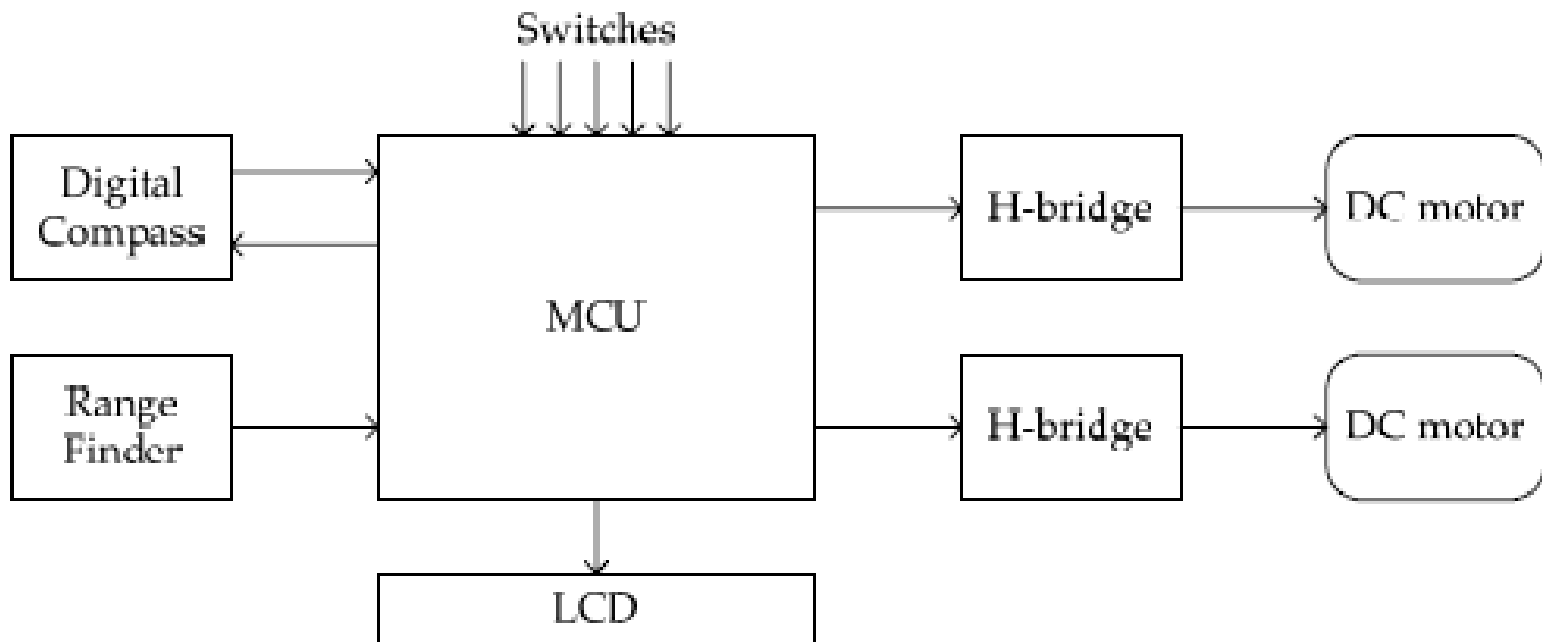 Switches
Digital
Compass
MCU
H-bridge
DC motor
Range
Finder
H-bridge
DC motor
LCD